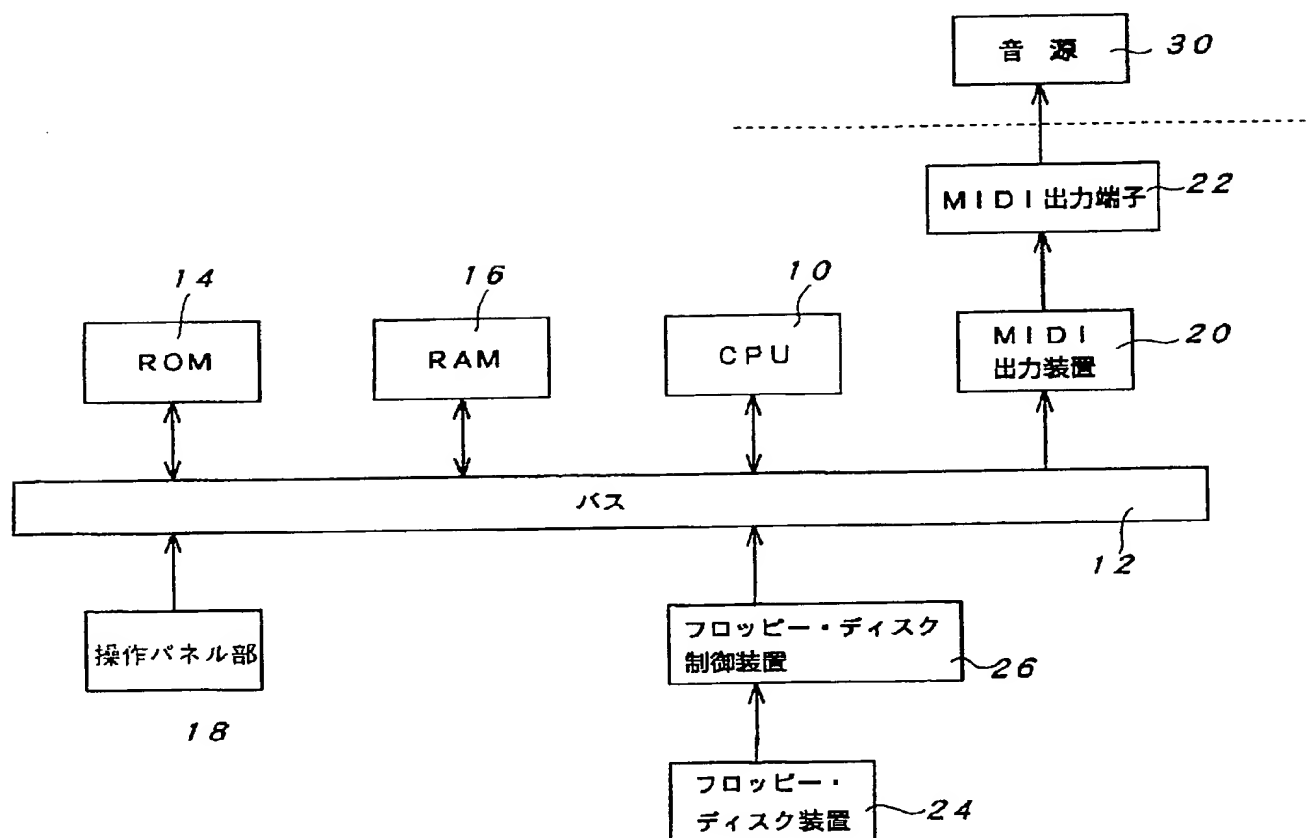 音 源
30
MIDI出力端子
22
14
16
10
ROM
RAM
CPU
MIDI
出力装置
20
バス
12
操作パネル部
18
フロッピー・ディスク
制御装置
26
フロッピー・
ディスク装置
24